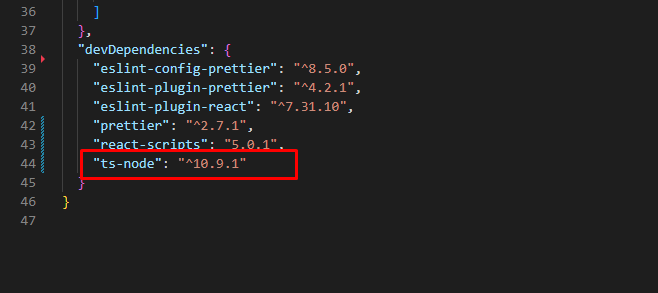 36 ]
37 },
38 "devDependencies": {
39 "eslint-config-prettier": "^8.5.0",
40 "eslint-plugin-prettier": "^4.2.1",
41 "eslint-plugin-react": "^7.31.10",
42 "prettier": "^2.7.1",
43 "react-scripts": "5.0.1",
44 "ts-node": "^10.9.1"
45 }
46 }
47